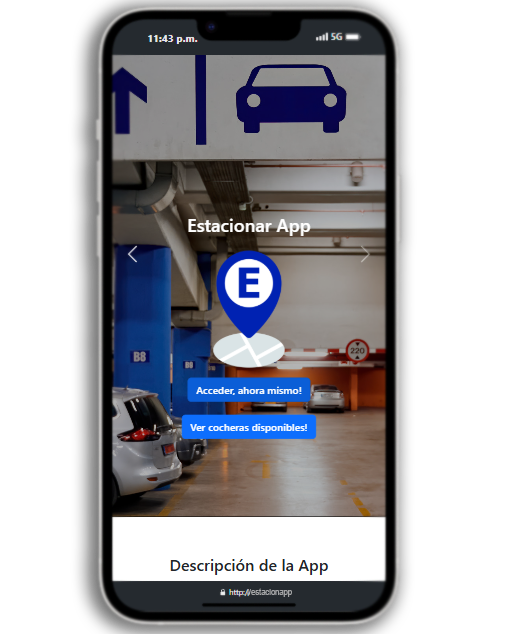 11:43 p.m.
5G
Estacionar App
E
220
B8
B9
Acceder, ahora mismo!
Ver cocheras disponibles!
Descripción de la App
http://estacionapp